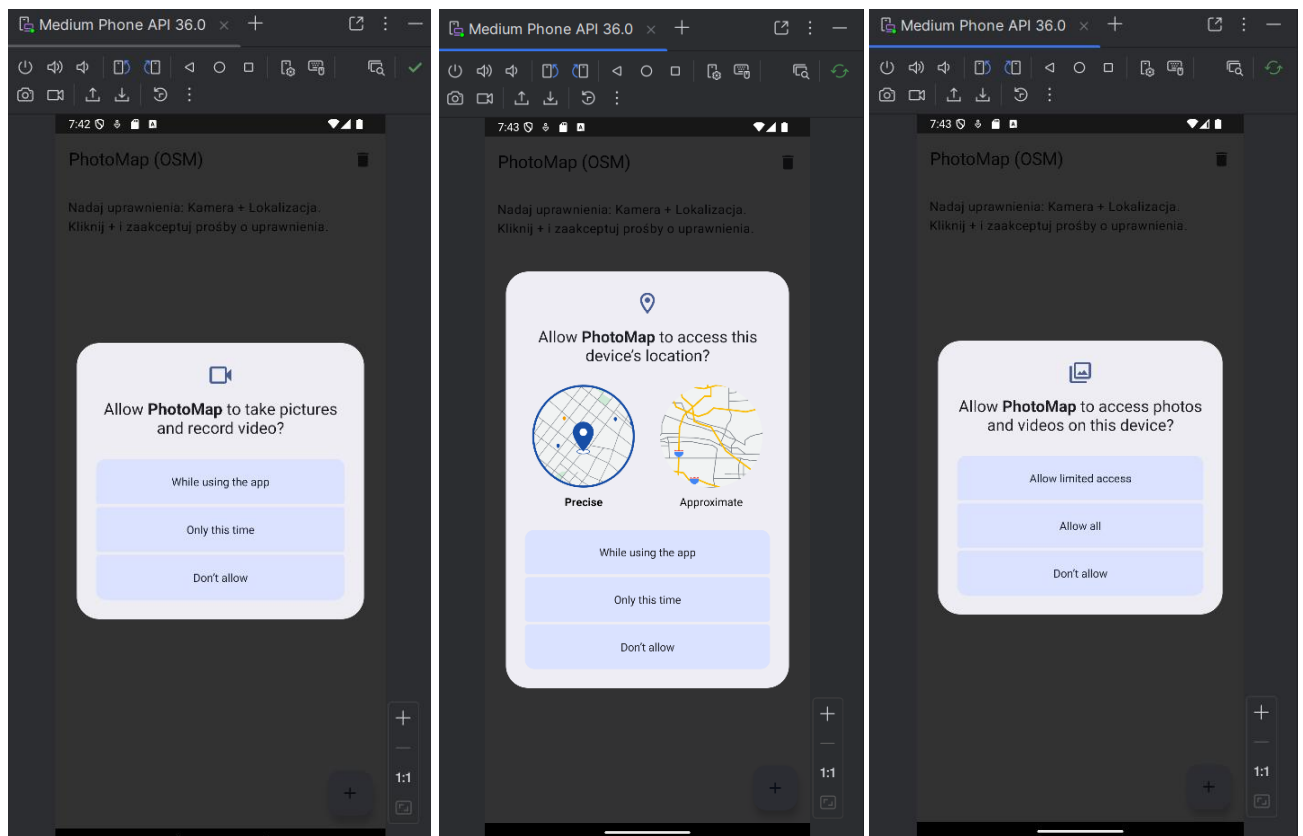 Medium Phone API 36.0
1:1
7:42
PhotoMap (OSM)
Nadaj uprawnienia: Kamera + Lokalizacja.
Kliknij + i zaakceptuj prośby o uprawnienia.
Allow PhotoMap to take pictures
and record video?
While using the app
Only this time
Don't allow
Medium Phone API 36.0
1:1
7:43
PhotoMap (OSM)
Nadaj uprawnienia: Kamera + Lokalizacja.
Kliknij + i zaakceptuj prośby o uprawnienia.
Allow PhotoMap to access this
device's location?
Precise
Approximate
While using the app
Only this time
Don't allow
Medium Phone API 36.0
1:1
7:43
PhotoMap (OSM)
Nadaj uprawnienia: Kamera + Lokalizacja.
Kliknij + i zaakceptuj prośby o uprawnienia.
Allow PhotoMap to access photos
and videos on this device?
Allow limited access
Allow all
Don't allow